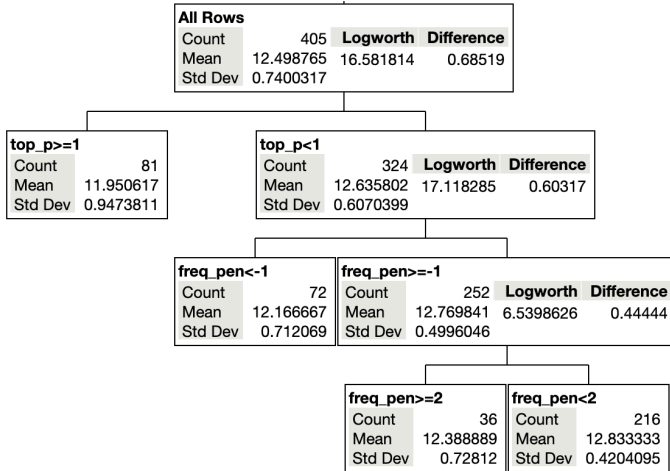 All Rows
Count 405 Logworth Difference
Mean 12.498765 16.581814 0.68519
Std Dev 0.7400317
top_p>=1
Count 81
Mean 11.950617
Std Dev 0.9473811
top_p<1
Count 324 Logworth Difference
Mean 12.635802 17.118285 0.60317
Std Dev 0.6070399
freq_pen<-1
Count 72
Mean 12.166667
Std Dev 0.712069
freq_pen>=-1
Count 252 Logworth Difference
Mean 12.769841 6.5398626 0.44444
Std Dev 0.4996046
freq_pen>=2
Count 36
Mean 12.388889
Std Dev 0.72812
freq_pen<2
Count 216
Mean 12.833333
Std Dev 0.4204095